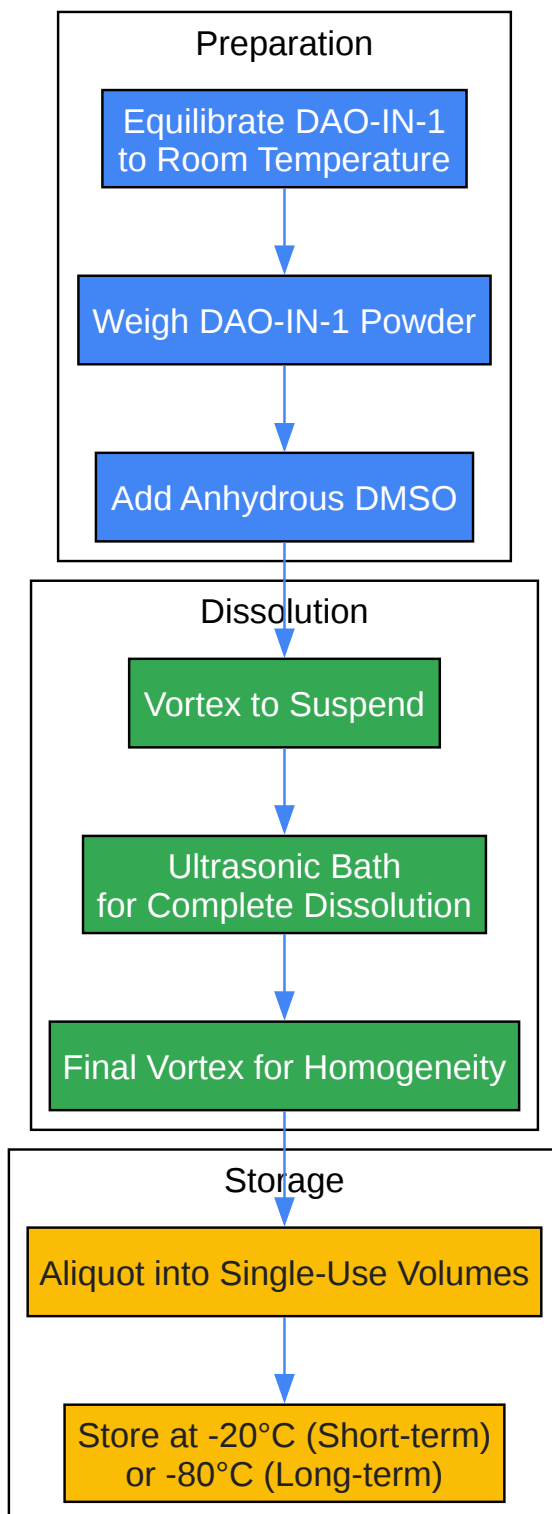 Preparation
Equilibrate DAO-IN-1
to Room Temperature
Weigh DAO-IN-1 Powder
Add Anhydrous DMSO
Dissolution
Vortex to Suspend
Ultrasonic Bath
for Complete Dissolution
Final Vortex for Homogeneity
Storage
Aliquot into Single-Use Volumes
Store at -20°C (Short-term)
or -80°C (Long-term)